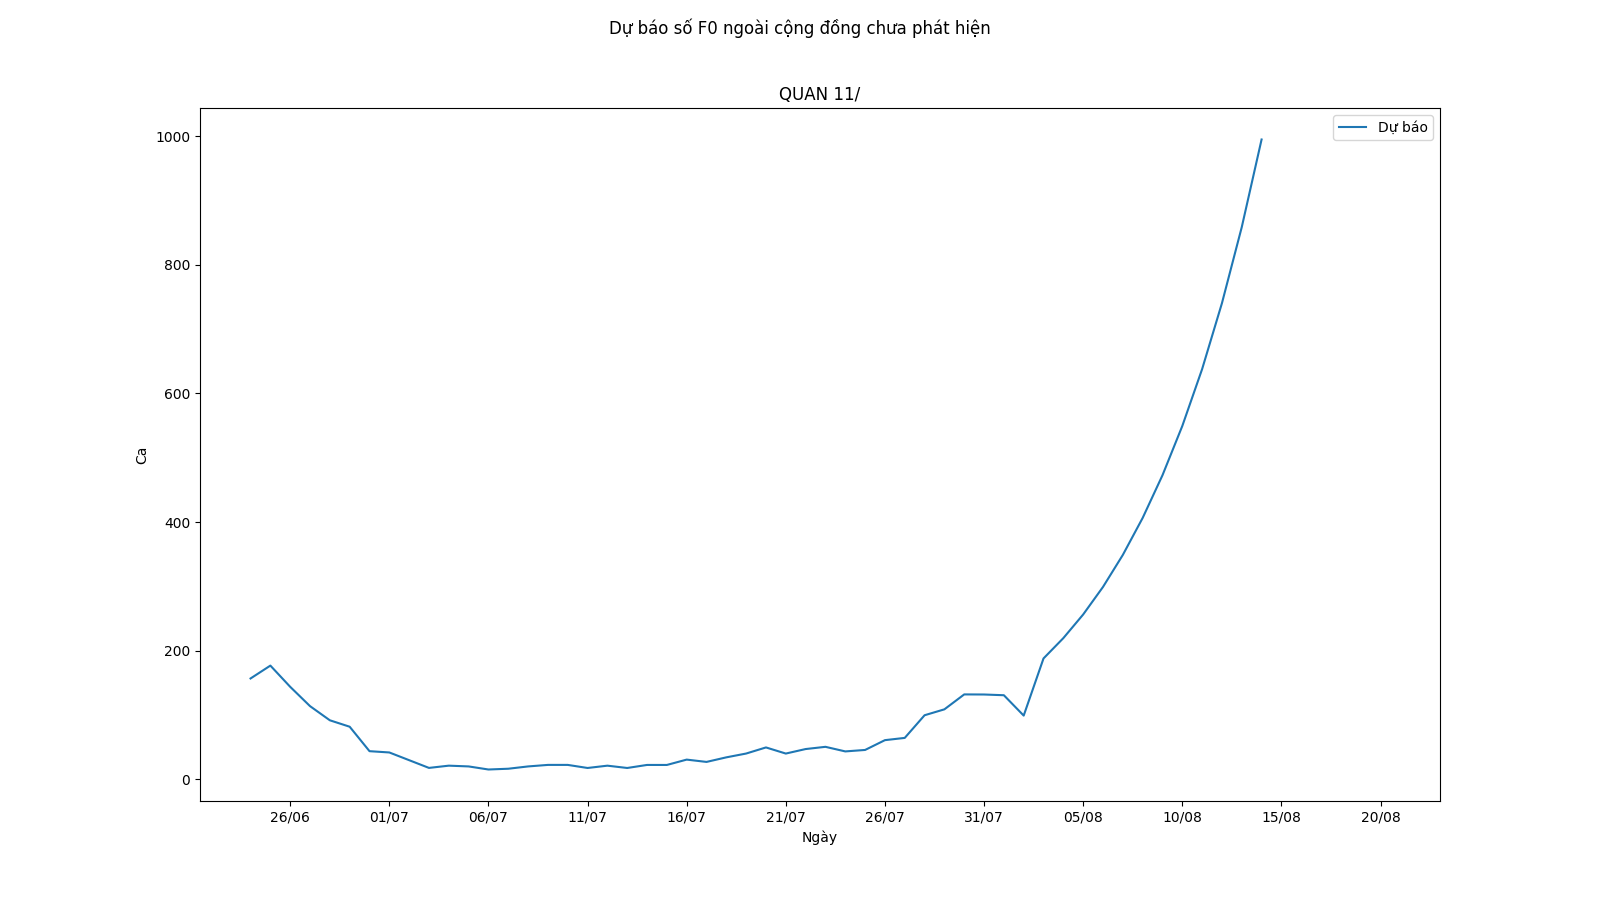 Dự báo số F0 ngoài cộng đồng chưa phát hiện
QUAN 11/
Dự báo
1000
800
600
400
200
0
Ca
26/06 01/07 06/07 11/07 16/07 21/07 26/07 31/07 05/08 10/08 15/08 20/08
Ngày